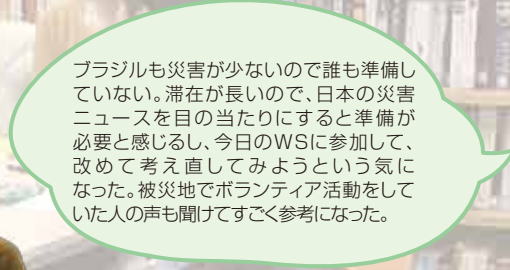 ブラジルも災害が少ないので誰も準備し
ていない。滞在が長いので、日本の災害
ニュースを目の当たりにすると準備が
必要と感じるし、今日のWSに参加して、
改めて考え直してみようという気に
なった。被災地でボランティア活動をして
いた人の声も聞けてすごく参考になった。